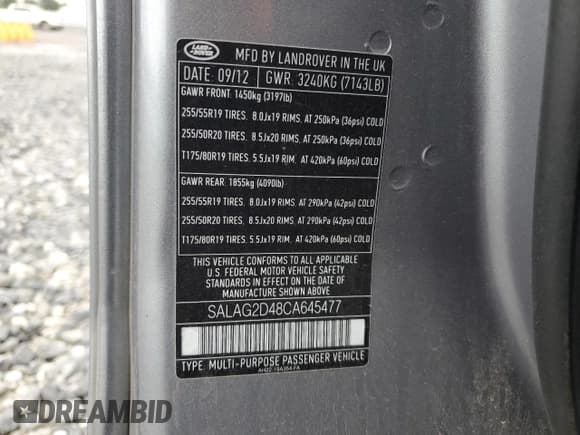 LAND ROVER
MFD BY LANDROVER IN THE UK
DATE: 09/12 GWR: 3240KG (7143LB)
GAWR FRONT: 1450kg (3197lb)
255/55R19 TIRES. 8.0Jx19 RIMS. AT 250kPa (36psi) COLD
255/50R20 TIRES. 8.5Jx20 RIMS. AT 250kPa (36psi) COLD
T175/80R19 TIRES. 5.5Jx19 RIM. AT 420kPa (60psi) COLD
GAWR REAR: 1855kg (4090lb)
255/55R19 TIRES. 8.0Jx19 RIMS. AT 290kPa (42psi) COLD
255/50R20 TIRES. 8.5Jx20 RIMS. AT 290kPa (42psi) COLD
T175/80R19 TIRES. 5.5Jx19 RIM. AT 420kPa (60psi) COLD
THIS VEHICLE CONFORMS TO ALL APPLICABLE
U.S. FEDERAL MOTOR VEHICLE SAFETY
STANDARDS IN EFFECT ON THE DATE OF
MANUFACTURE SHOWN ABOVE.
SALAG2D48CA645477
TYPE: MULTI-PURPOSE PASSENGER VEHICLE
AH22-19A384-FA
DREAMBID